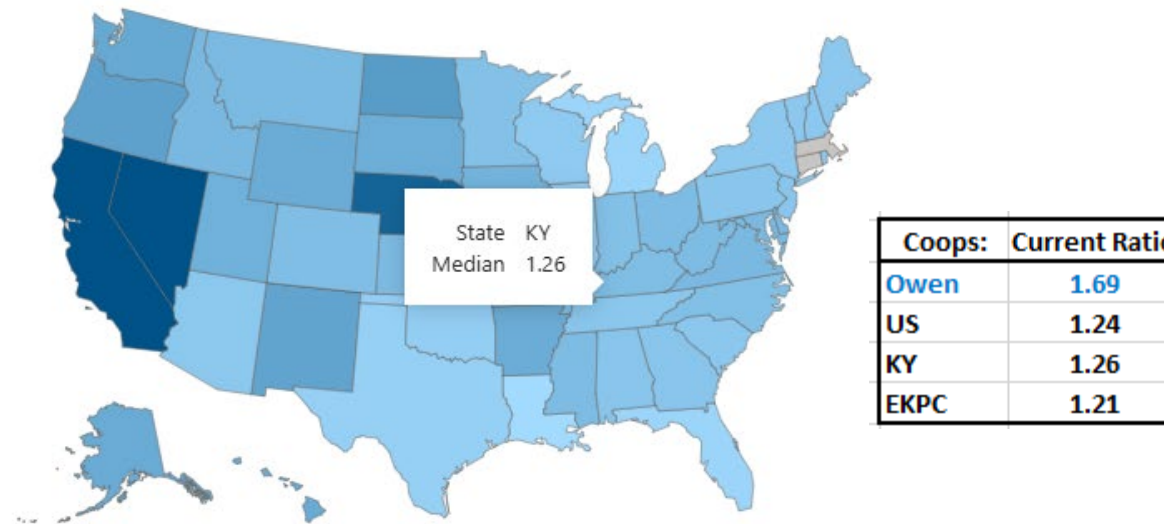 State KY
Median 1.26
Coops: Current Ratio
Owen 1.69
US 1.24
KY 1.26
EKPC 1.21